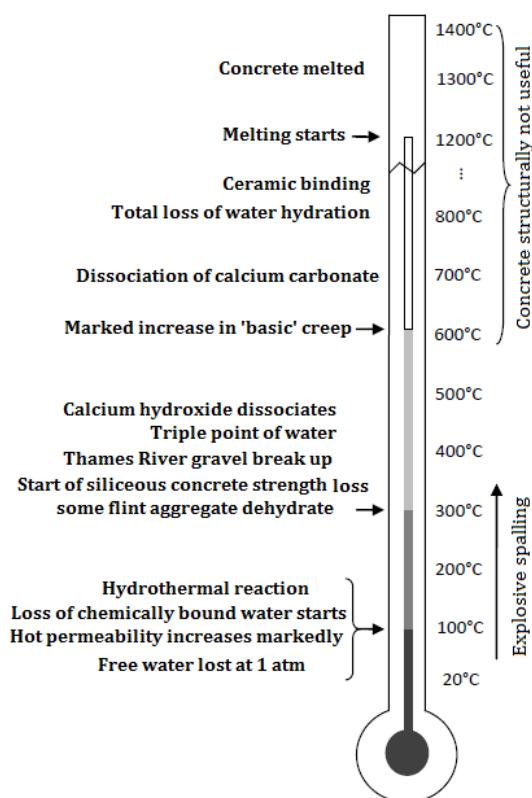 1400°C
Concrete melted
1300°C
Melting starts
1200°C
...
Ceramic binding
Total loss of water hydration
800°C
Dissociation of calcium carbonate
700°C
Marked increase in 'basic' creep
600°C
Concrete structurally not useful
500°C
Calcium hydroxide dissociates
Triple point of water
400°C
Thames River gravel break up
Start of siliceous concrete strength loss
some flint aggregate dehydrate
300°C
Hydrothermal reaction
200°C
Loss of chemically bound water starts
Hot permeability increases markedly
100°C
Free water lost at 1 atm
20°C
Explosive spalling